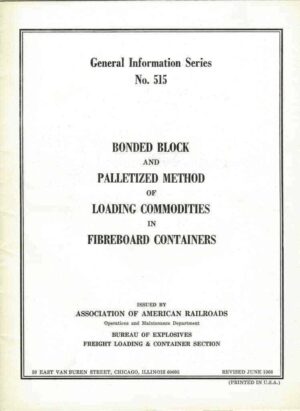 General Information Series
No. 515
BONDED BLOCK
AND
PALLETIZED METHOD
OF
LOADING COMMODITIES
IN
FIBREBOARD CONTAINERS
ISSUED BY
ASSOCIATION OF AMERICAN RAILROADS
Operations and Maintenance Department
BUREAU OF EXPLOSIVES
FREIGHT LOADING & CONTAINER SECTION
59 EAST VAN BUREN STREET, CHICAGO, ILLINOIS 60605
REVISED JUNE
(PRINTED IN U.S.A.)